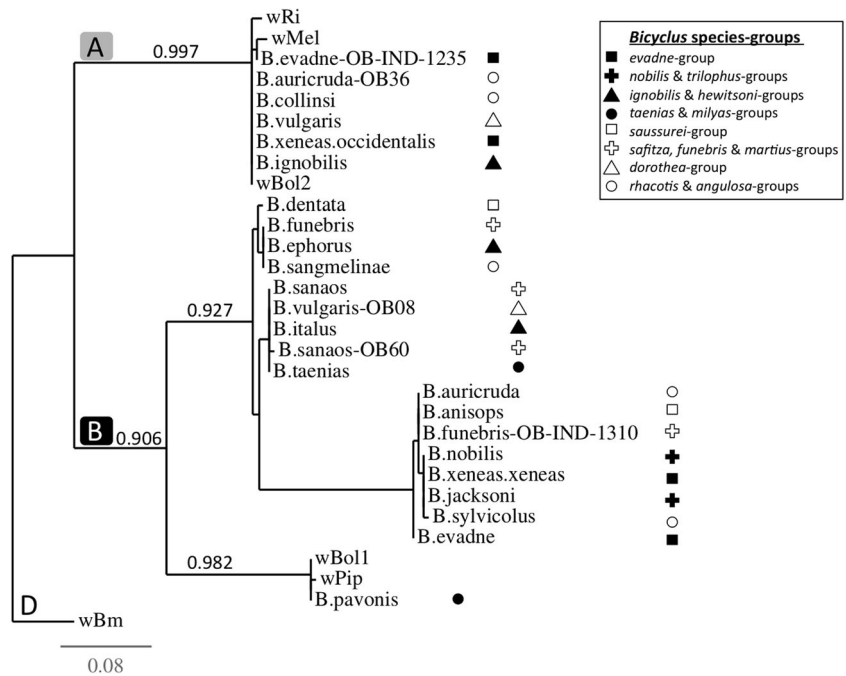 wRi
A
0.997
wMel
B.evadne-OB-IND-1235
B.auricruda-OB36
B.collinsi
B.vulgaris
B.xeneas.occidentalis
B.ignobilis
wBol2
B.dentata
B.funebris
B.ephorus
B.sangmelinae
B.sanaos
0.927
B.vulgaris-OB08
B.italus
B.sanaos-OB60
B.taenias
B.auricruda
B.anisops
B
0.906
B.funebris-OB-IND-1310
B.nobilis
B.xeneas.xeneas
B.jacksoni
B.sylvicolus
B.evadne
wBol1
0.982
wPip
B.pavonis
D
wBm
0.08
Bicyclus species-groups
evadne-group
nobilis & trilophus-groups
ignobilis & hewitsoni-groups
taenias & milyas-groups
saussurei-group
safitza, funebris & martius-groups
dorothea-group
rhacotis & angulosa-groups